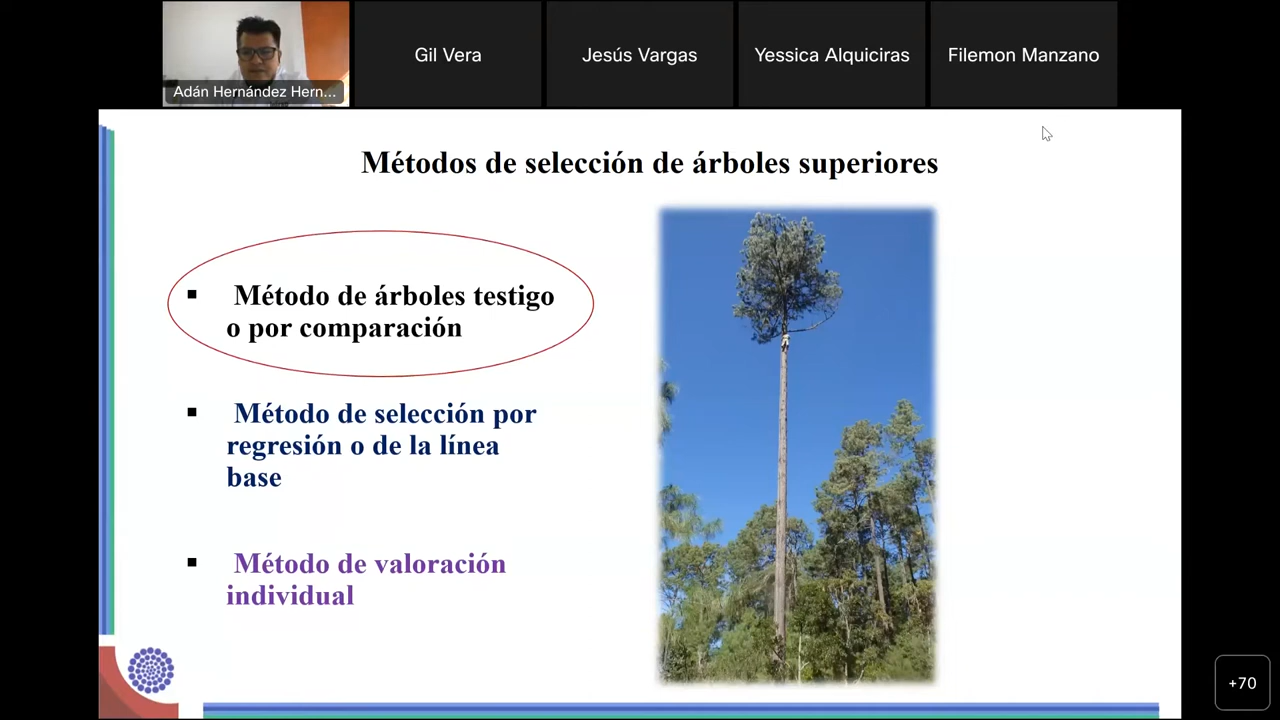 Adán Hernández Hern...
Gil Vera
Jesús Vargas
Yessica Alquiciras
Filemon Manzano
Métodos de selección de árboles superiores
▪ Método de árboles testigo
o por comparación
▪ Método de selección por
regresión o de la línea
base
▪ Método de valoración
individual
+70